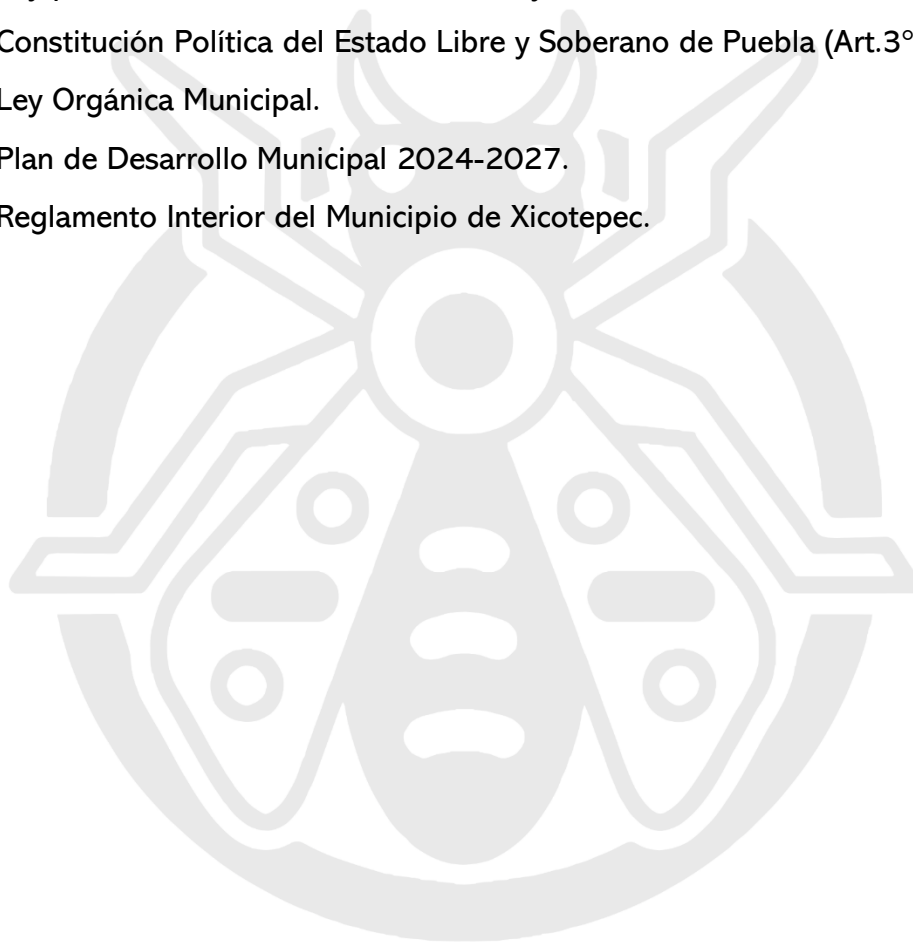 Constitución Política del Estado Libre y Soberano de Puebla (Art.3°
Ley Orgánica Municipal.
Plan de Desarrollo Municipal 2024-2027.
Reglamento Interior del Municipio de Xicotepec.